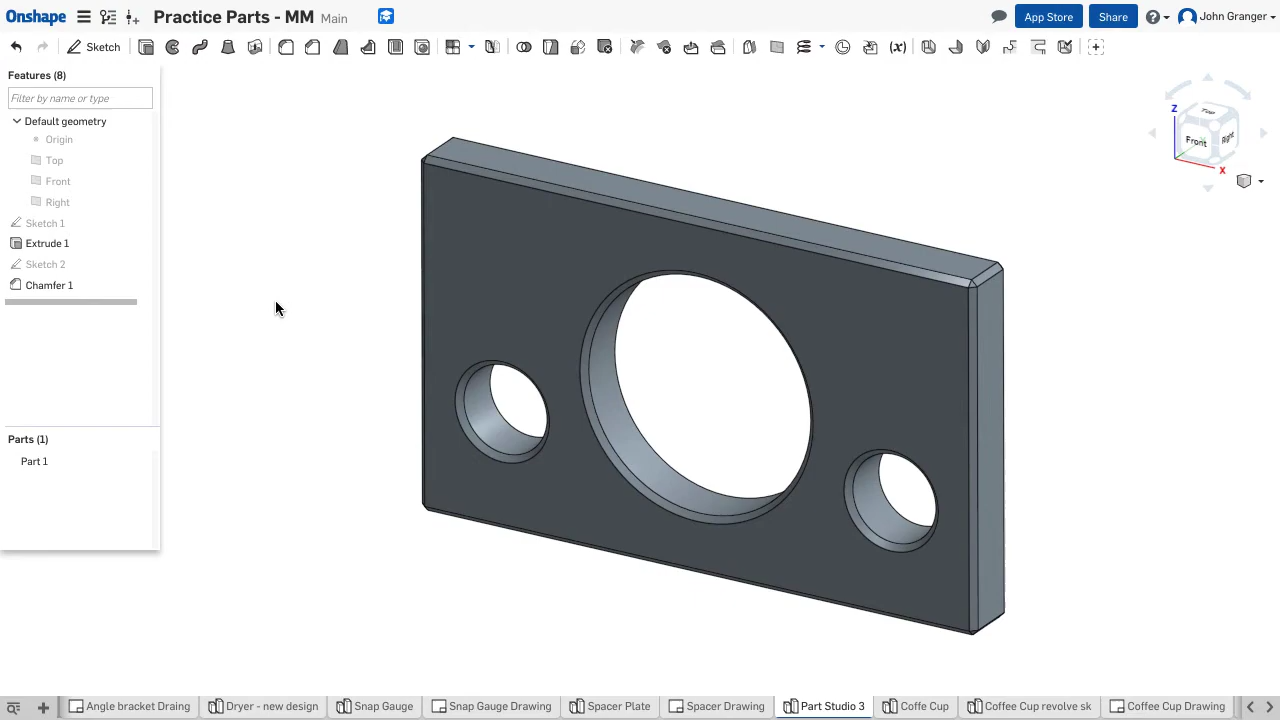 Onshape Practice Parts - MM Main App Store Share John Granger
Sketch (x)
Features (8)
Filter by name or type
Default geometry
Origin
Top
Front
Right
Sketch 1
Extrude 1
Sketch 2
Chamfer 1
Parts (1)
Part 1
Z
Top
Front
Right
X
Angle bracket Draing Dryer - new design Snap Gauge Snap Gauge Drawing Spacer Plate Spacer Drawing Part Studio 3 Coffe Cup Coffee Cup revolve sk Coffee Cup Drawing